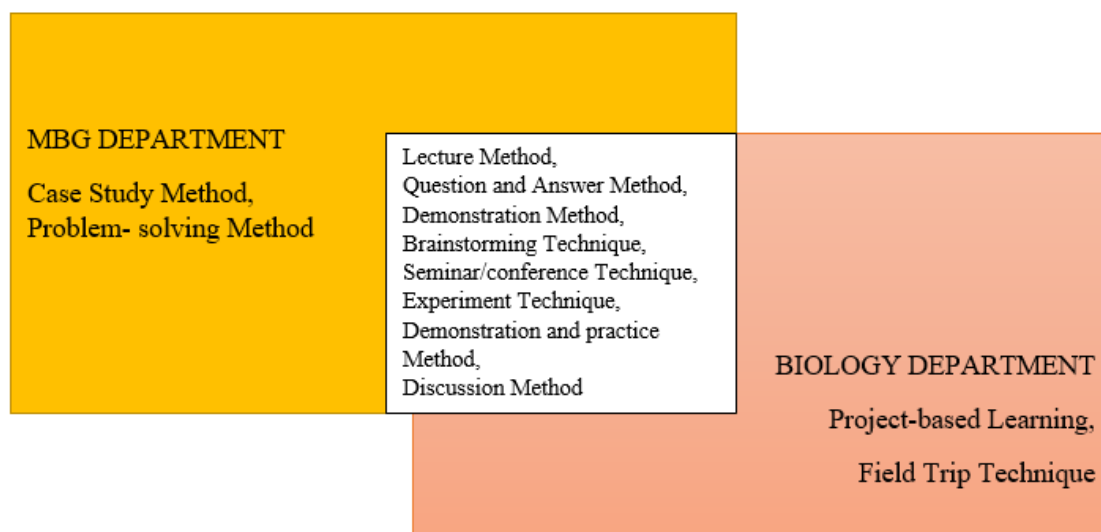 MBG DEPARTMENT
Case Study Method,
Problem- solving Method
Lecture Method,
Question and Answer Method,
Demonstration Method,
Brainstorming Technique,
Seminar/conference Technique,
Experiment Technique,
Demonstration and practice
Method,
Discussion Method
BIOLOGY DEPARTMENT
Project-based Learning,
Field Trip Technique